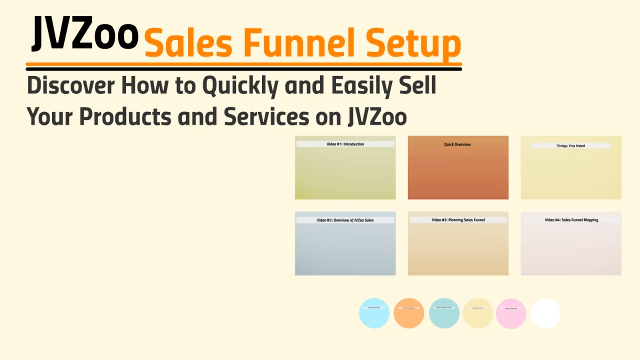 JVZoo Sales Funnel Setup
Discover How to Quickly and Easily Sell
Your Products and Services on JVZoo
Video #1: Introduction
Quick Overview
Things You Need
Video #2: Overview of JVZoo Sales
Video #3: Planning Sales Funnel
Video #4: Sales Funnel Mapping